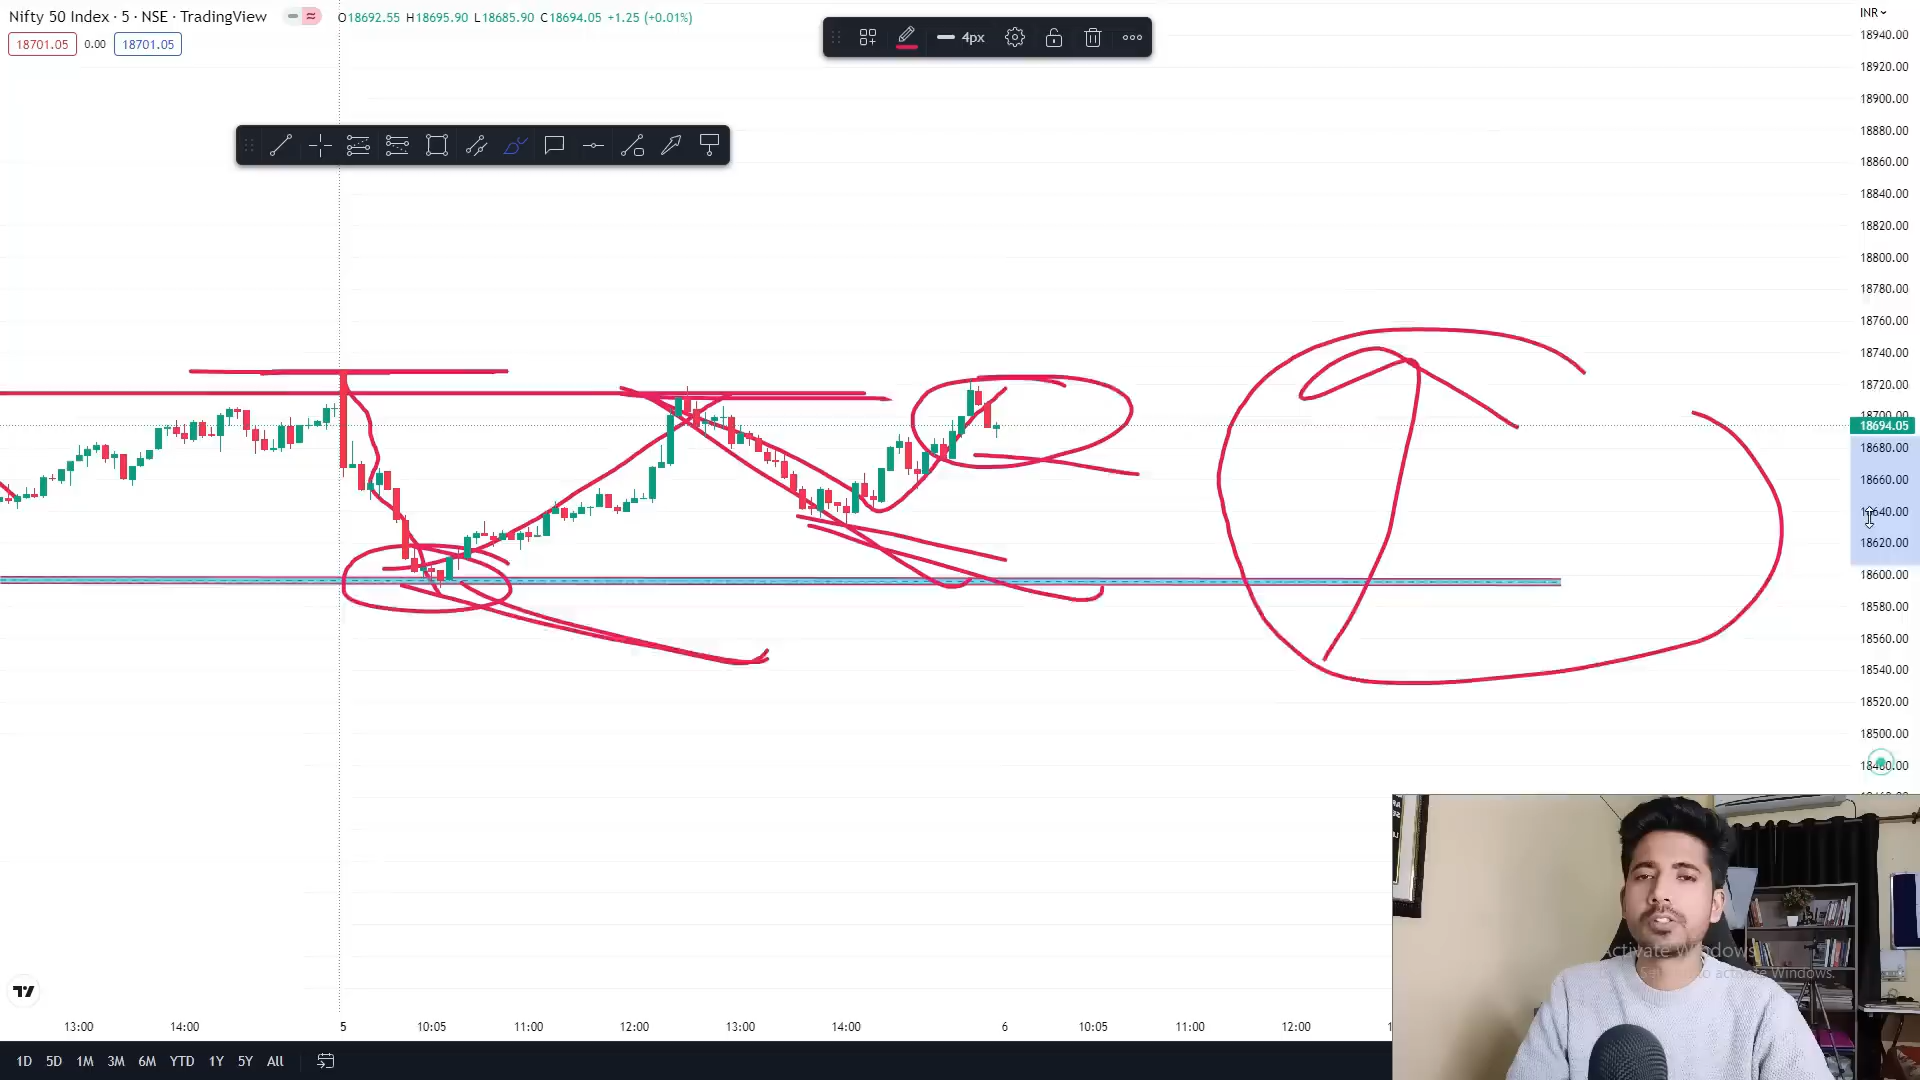 Nifty 50 Index · 5 · NSE · TradingView
O18692.55 H18695.90 L18685.90 C18694.05 +1.25 (+0.01%)
18701.05 0.00 18701.05
4px
INR
18940.00
18920.00
18900.00
18880.00
18860.00
18840.00
18820.00
18800.00
18780.00
18760.00
18740.00
18720.00
18694.05
18680.00
18660.00
18620.00
18600.00
18580.00
18560.00
18540.00
18520.00
18500.00
Activate Windows
to activate Windows.
13:00 14:00 5 10:05 11:00 12:00 13:00 14:00 6 10:05 11:00 12:00
1D 5D 1M 3M 6M YTD 1Y 5Y All